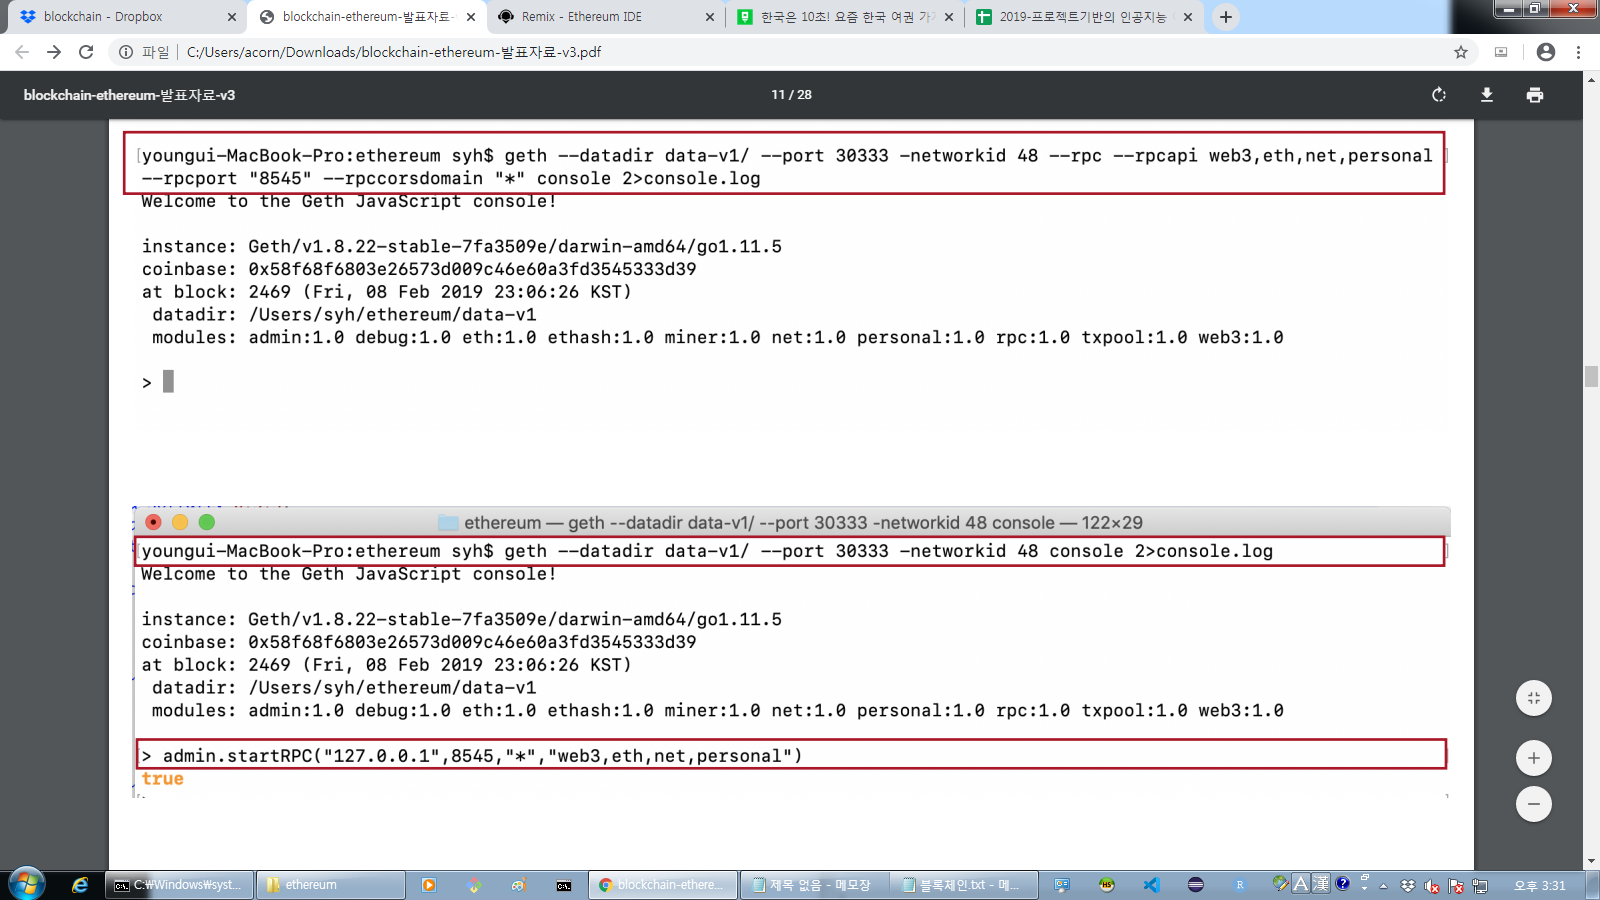 blockchain - Dropbox
blockchain-ethereum-발표자료-
Remix - Ethereum IDE
한국은 10초! 요즘 한국 여권 가
2019-프로젝트기반의 인공지능
파일
C:/Users/acorn/Downloads/blockchain-ethereum-발표자료-v3.pdf
blockchain-ethereum-발표자료-v3
11 / 28
youngui-MacBook-Pro:ethereum syh$ geth --datadir data-v1/ --port 30333 -networkid 48 --rpc --rpcapi web3,eth,net,personal
--rpcport "8545" --rpccorsdomain "*" console 2>console.log
Welcome to the Geth JavaScript console!
instance: Geth/v1.8.22-stable-7fa3509e/darwin-amd64/go1.11.5
coinbase: 0x58f68f6803e26573d009c46e60a3fd3545333d39
at block: 2469 (Fri, 08 Feb 2019 23:06:26 KST)
datadir: /Users/syh/ethereum/data-v1
modules: admin:1.0 debug:1.0 eth:1.0 ethash:1.0 miner:1.0 net:1.0 personal:1.0 rpc:1.0 txpool:1.0 web3:1.0
>
ethereum — geth --datadir data-v1/ --port 30333 -networkid 48 console — 122×29
youngui-MacBook-Pro:ethereum syh$ geth --datadir data-v1/ --port 30333 -networkid 48 console 2>console.log
Welcome to the Geth JavaScript console!
instance: Geth/v1.8.22-stable-7fa3509e/darwin-amd64/go1.11.5
coinbase: 0x58f68f6803e26573d009c46e60a3fd3545333d39
at block: 2469 (Fri, 08 Feb 2019 23:06:26 KST)
datadir: /Users/syh/ethereum/data-v1
modules: admin:1.0 debug:1.0 eth:1.0 ethash:1.0 miner:1.0 net:1.0 personal:1.0 rpc:1.0 txpool:1.0 web3:1.0
> admin.startRPC("127.0.0.1",8545,"*","web3,eth,net,personal")
true
C:₩Windows₩syst...
ethereum
blockchain-ethere...
제목 없음 - 메모장
블록체인.txt - 메...
A
漢
오후 3:31